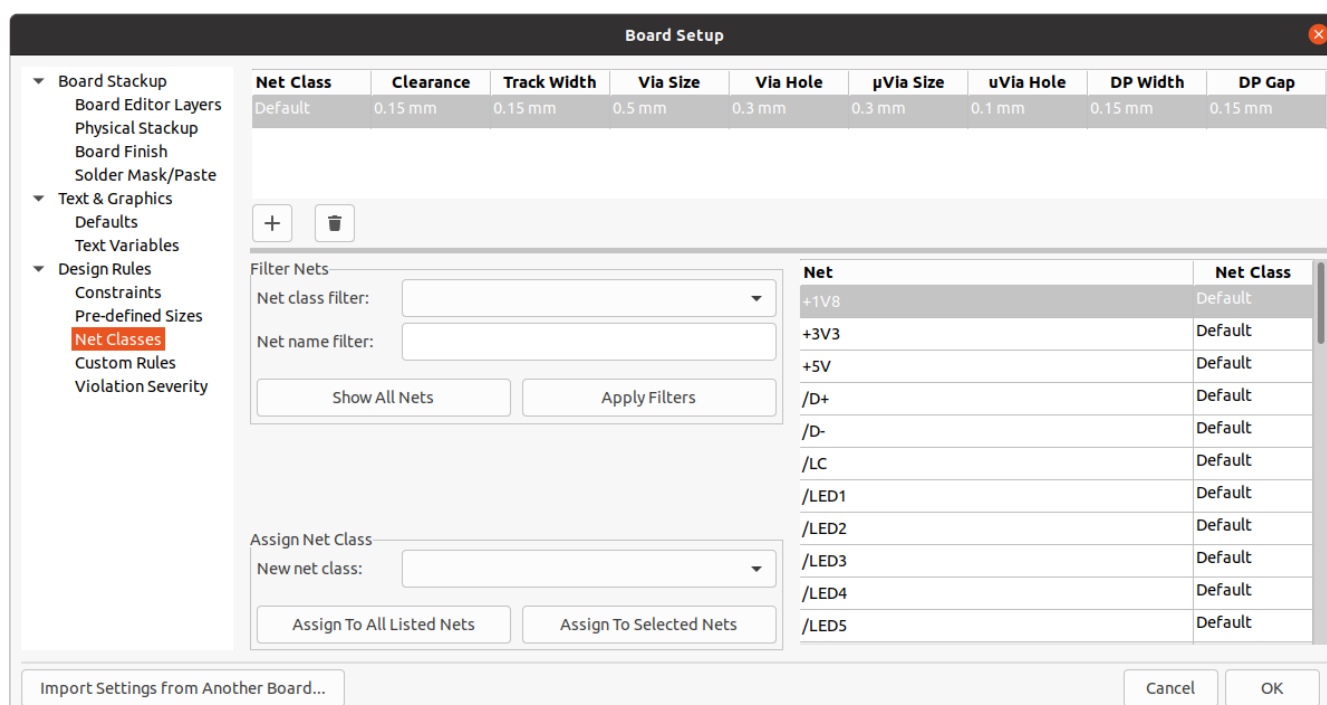 Board Setup
Board Stackup
Board Editor Layers
Physical Stackup
Board Finish
Solder Mask/Paste
Text & Graphics
Defaults
Text Variables
Design Rules
Constraints
Pre-defined Sizes
Net Classes
Custom Rules
Violation Severity
Net Class Clearance Track Width Via Size Via Hole µVia Size uVia Hole DP Width DP Gap
Default 0.15 mm 0.15 mm 0.5 mm 0.3 mm 0.3 mm 0.1 mm 0.15 mm 0.15 mm
Filter Nets
Net class filter:
Net name filter:
Show All Nets Apply Filters
Assign Net Class
New net class:
Assign To All Listed Nets Assign To Selected Nets
Net Net Class
+1V8 Default
+3V3 Default
+5V Default
/D+ Default
/D- Default
/LC Default
/LED1 Default
/LED2 Default
/LED3 Default
/LED4 Default
/LED5 Default
Import Settings from Another Board... Cancel OK